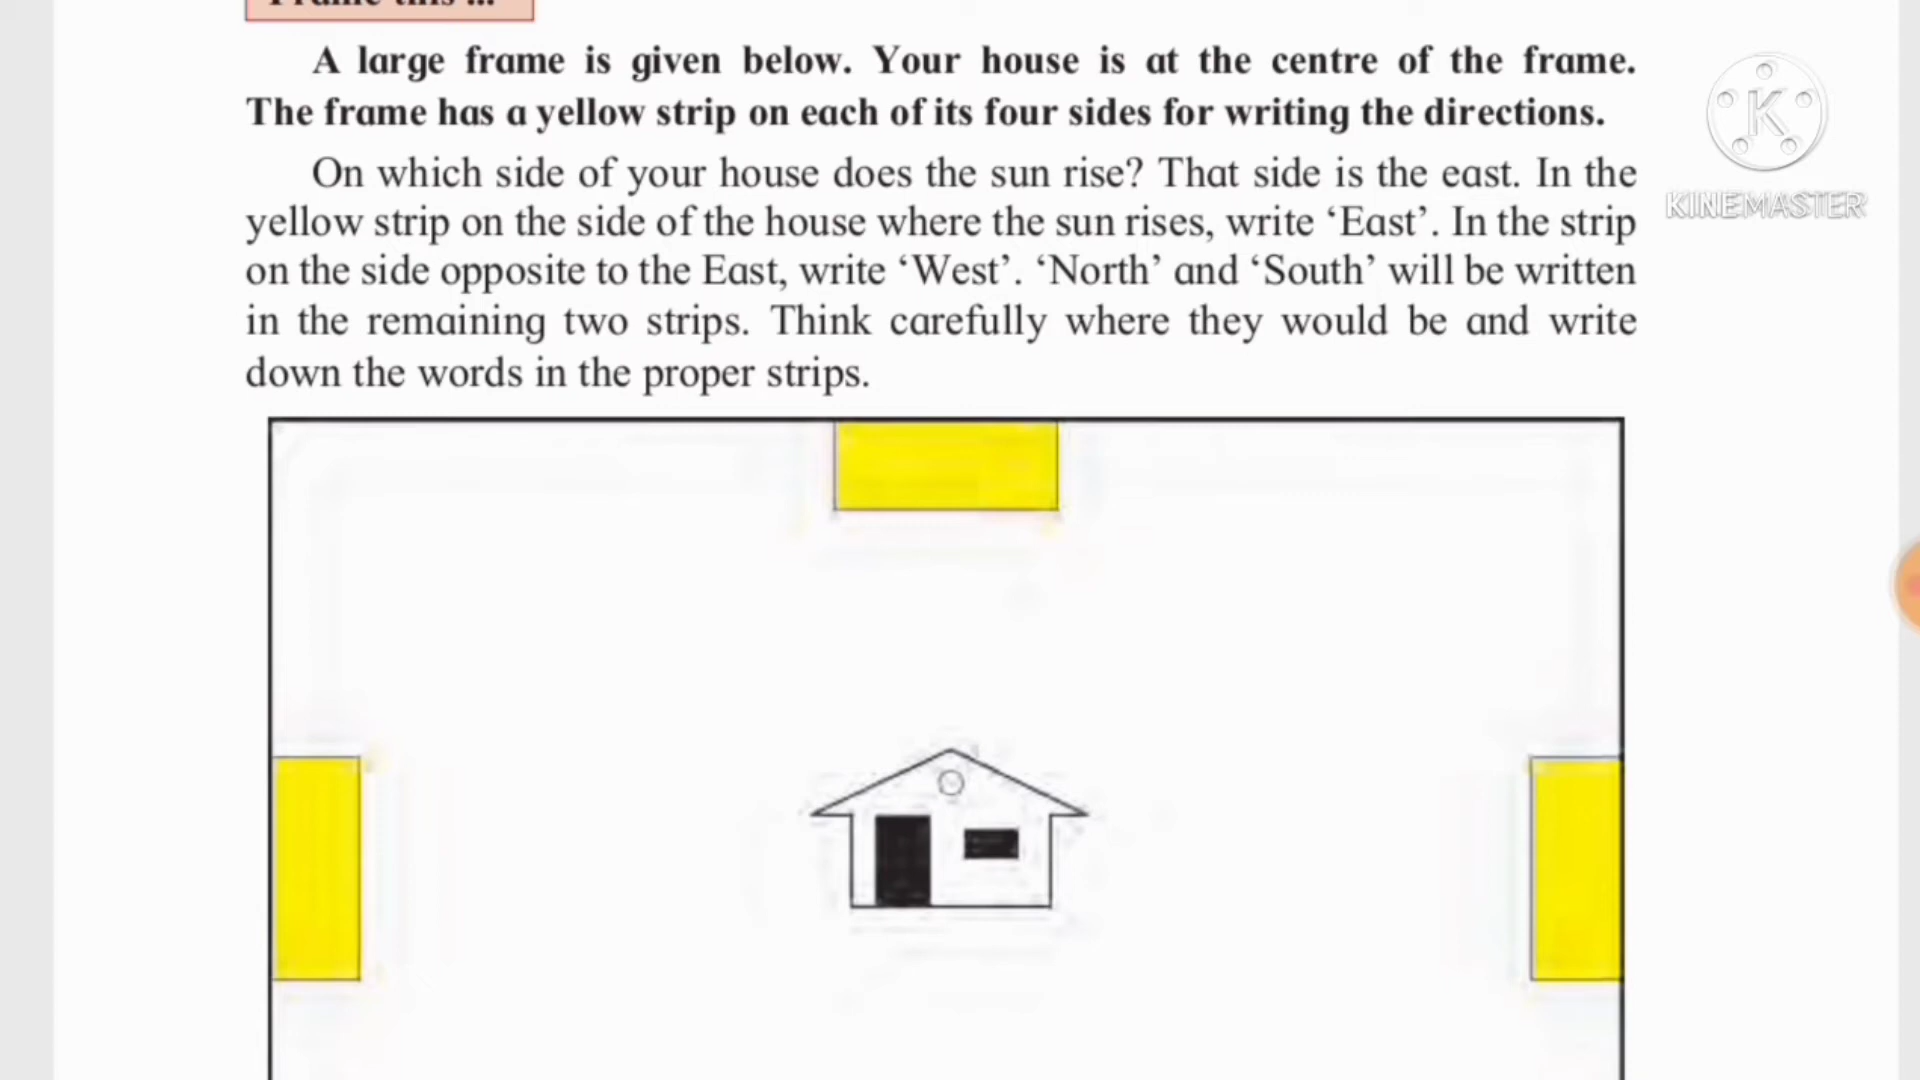 Frame this ...
A large frame is given below. Your house is at the centre of the frame.
The frame has a yellow strip on each of its four sides for writing the directions.
On which side of your house does the sun rise? That side is the east. In the
yellow strip on the side of the house where the sun rises, write ‘East’. In the strip
on the side opposite to the East, write ‘West’. ‘North’ and ‘South’ will be written
in the remaining two strips. Think carefully where they would be and write
down the words in the proper strips.
K
KINEMASTER